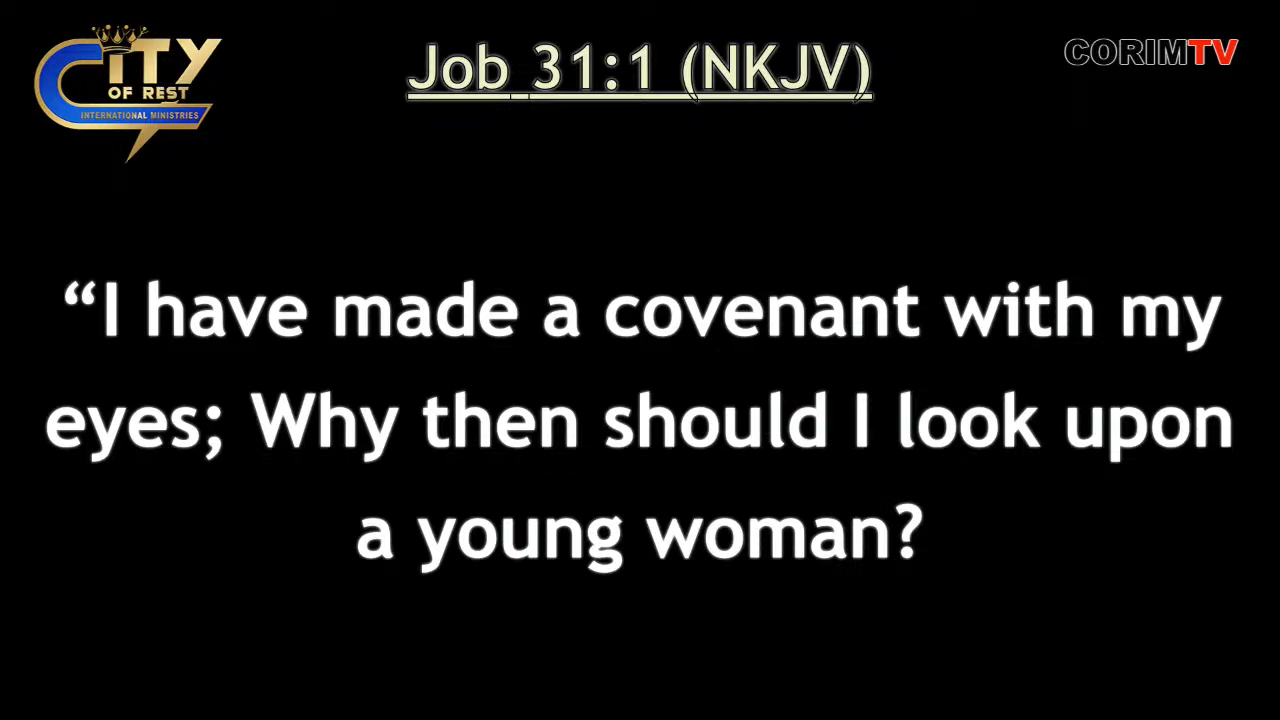 CITY
OF REST
INTERNATIONAL MINISTRIES
Job 31:1 (NKJV)
CORIMTV
“I have made a covenant with my
eyes; Why then should I look upon
a young woman?